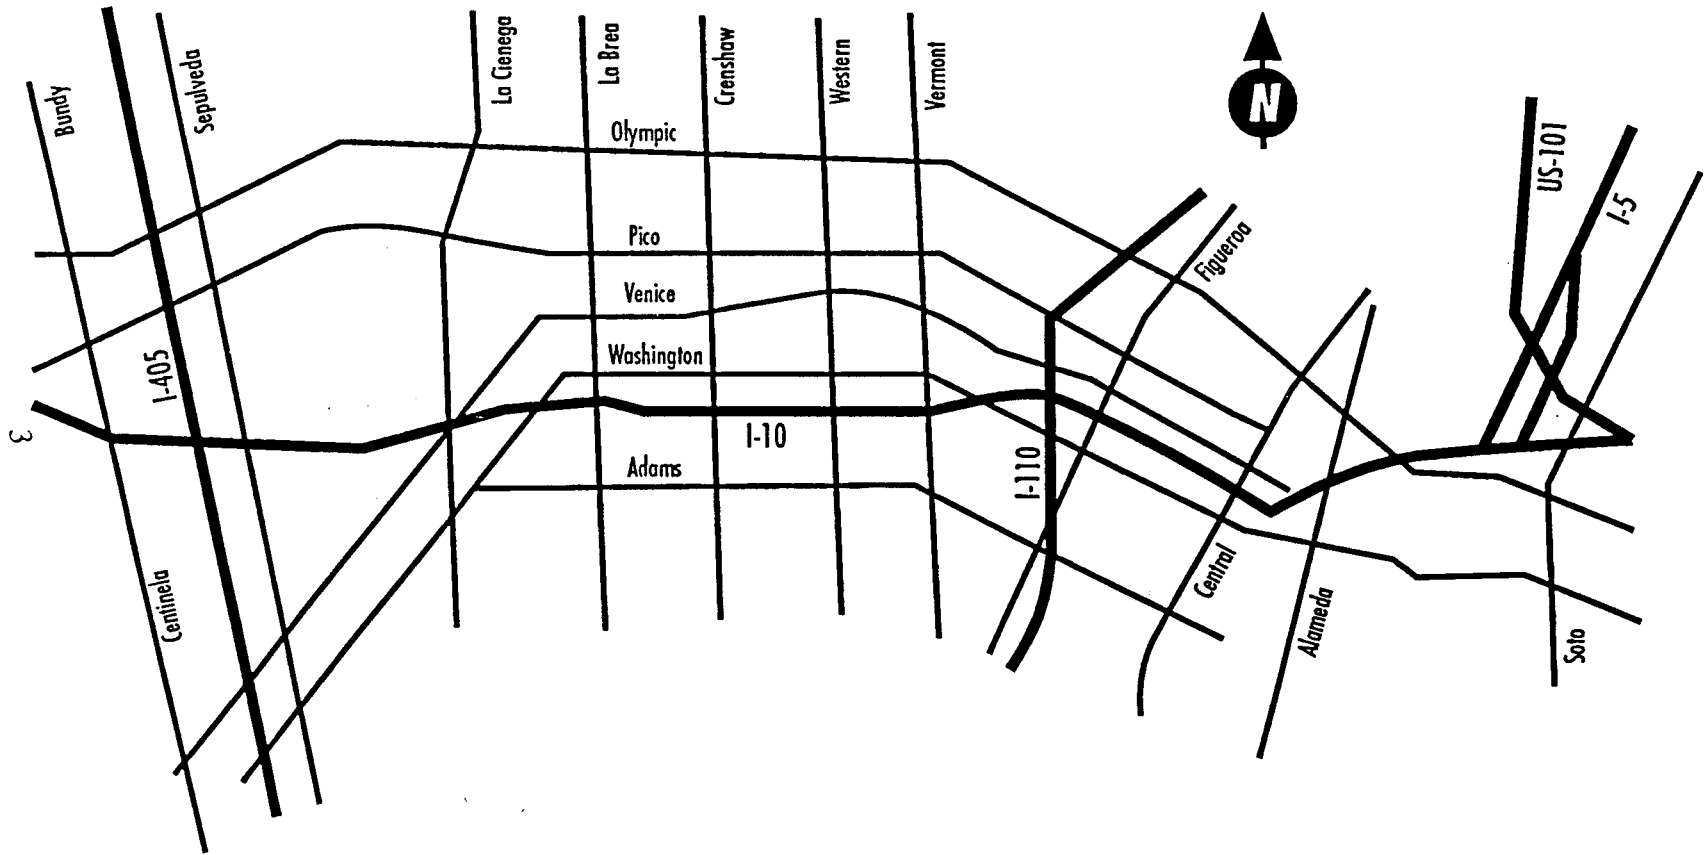 Bundy
Sepulveda
La Cienega
La Brea
Crenshaw
Western
Vermont
N
US-101
I-5
Olympic
Pico
Figueroa
Venice
Washington
I-405
3
I-10
Adams
I-110
Centinela
Central
Alameda
Soto